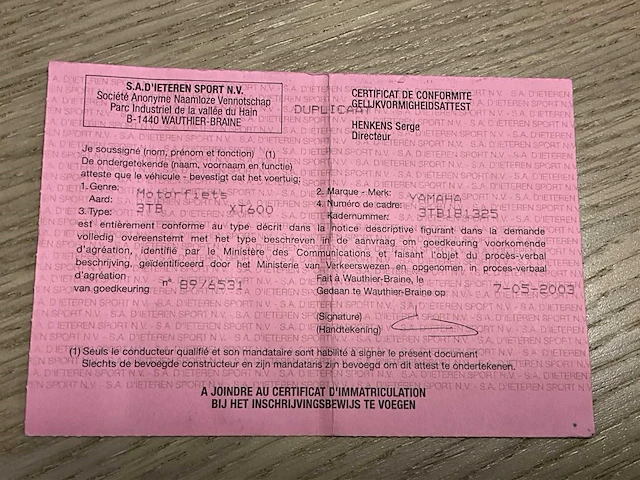 S.A.D'IETEREN SPORT N.V.
Société Anonyme Naamloze Vennotschap
Parc Industriel de la vallée du Hain
B-1440 WAUTHIER-BRAINE
DUPLICAAT
CERTIFICAT DE CONFORMITE
GELIJKVORMIGHEIDSATTEST
HENKENS Serge
Directeur
Je soussigné (nom, prénom et fonction) (1)
De ondergetekende (naam, voornaam en functie)
atteste que le véhicule - bevestigt dat het voertuig:
1. Genre: Motorfiets
Aard:
2. Marque - Merk: YAMAHA
3. Type: 3TB XT600
4. Numéro de cadre:
Kadernummer: 3TB181325
est entièrement conforme au type décrit dans la notice descriptive figurant dans la demande
volledig overeenstemt met het type beschreven in de aanvraag om goedkeuring voorkomende
d'agréation, identifié par le Ministère des Communications et faisant l'objet du procès-verbal
beschrijving, geïdentificeerd door het Ministerie van Verkeerswezen en opgenomen in proces-verbaal
d'agréation
van goedkeuring n° 89/6531
Fait à Wauthier-Braine, le
Gedaan te Wauthier-Braine op 7-05-2003
(Signature)
(Handtekening)
(1) Seuls le conducteur qualifié et son mandataire sont habilité à signer le présent document
Slechts de bevoegde constructeur en zijn mandataris zijn bevoegd om dit attest te ondertekenen.
A JOINDRE AU CERTIFICAT D'IMMATRICULATION
BIJ HET INSCHRIJVINGSBEWIJS TE VOEGEN